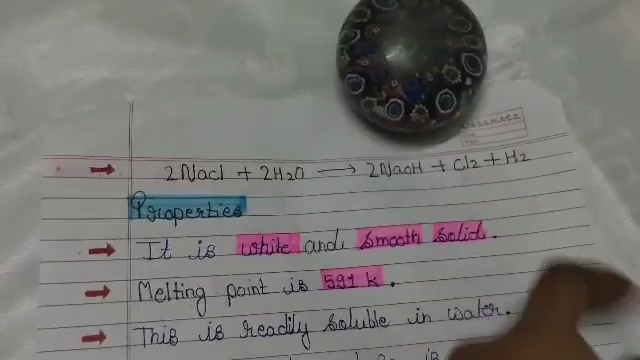 CLASSMATE
2NaCl + 2H2O → 2NaOH + Cl2 + H2
Properties
It is white and smooth solid.
Melting point is 591 k.
This is readily soluble in water.